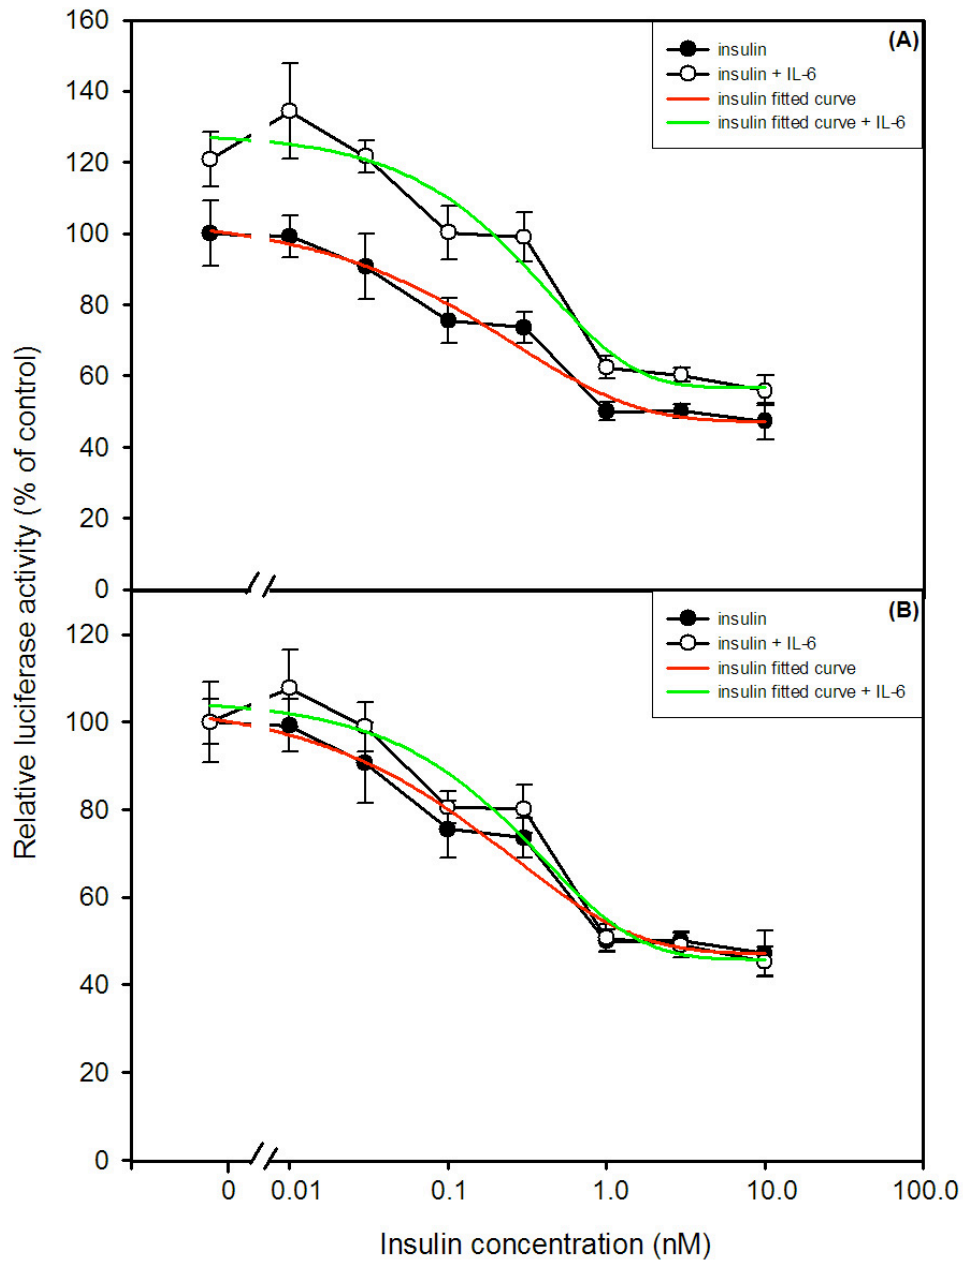 160
140
120
100
80
60
40
20
0
(A)
insulin
insulin + IL-6
insulin fitted curve
insulin fitted curve + IL-6
120
100
80
60
40
20
0
(B)
insulin
insulin + IL-6
insulin fitted curve
insulin fitted curve + IL-6
0 0.01 0.1 1.0 10.0 100.0
Insulin concentration (nM)
Relative luciferase activity (% of control)